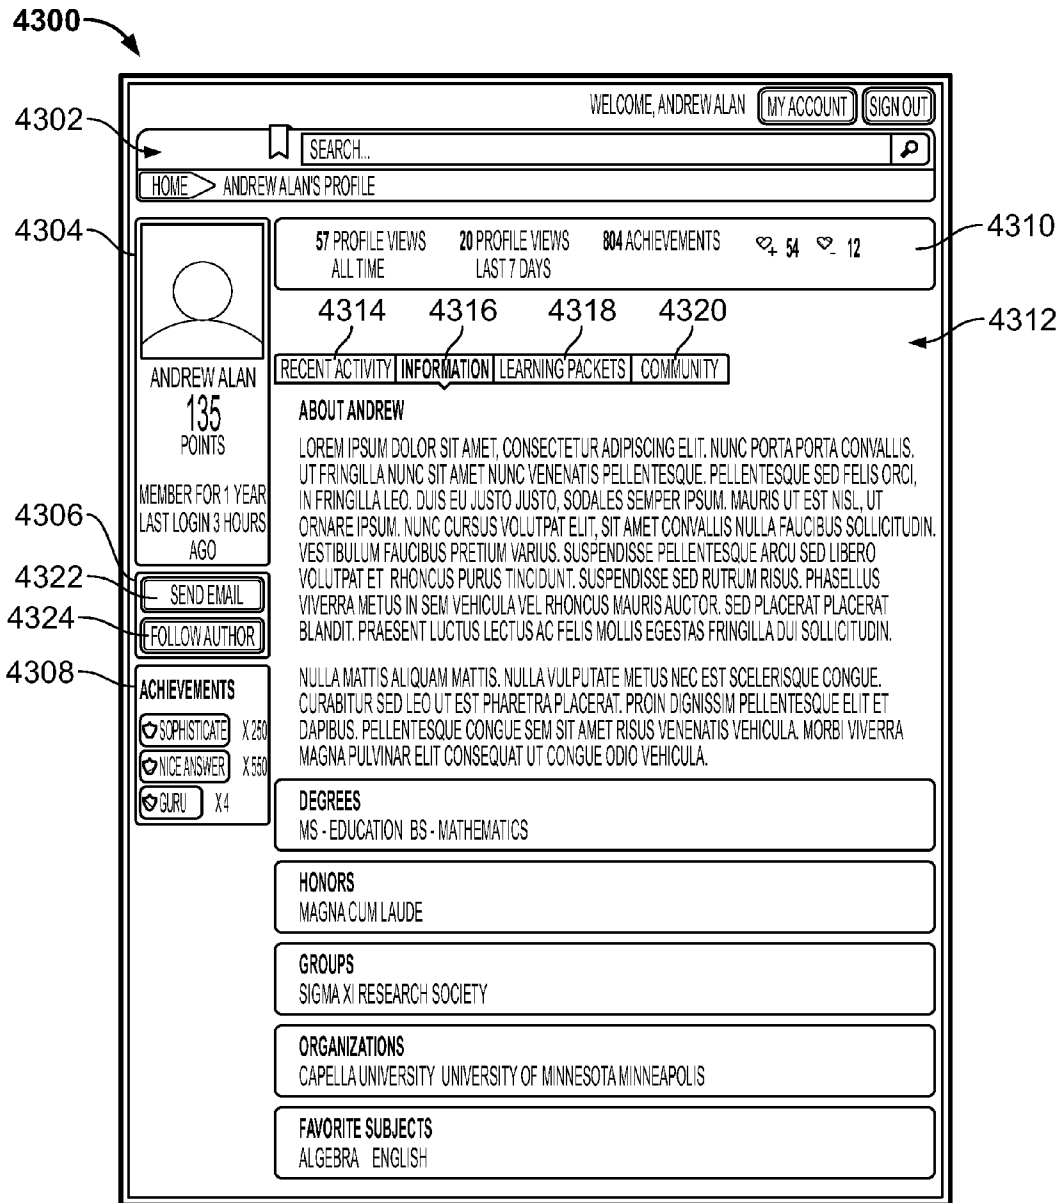 4300
WELCOME, ANDREW ALAN MY ACCOUNT SIGN OUT
4302
SEARCH...
HOME ANDREW ALAN'S PROFILE
4304
57 PROFILE VIEWS
ALL TIME
20 PROFILE VIEWS
LAST 7 DAYS
804 ACHIEVEMENTS
+ 54
- 12
4310
4312
4314 4316 4318 4320
RECENT ACTIVITY INFORMATION LEARNING PACKETS COMMUNITY
ANDREW ALAN
135
POINTS
MEMBER FOR 1 YEAR
LAST LOGIN 3 HOURS
AGO
4306
4322
SEND EMAIL
4324
FOLLOW AUTHOR
4308
ACHIEVEMENTS
SOPHISTICATE X 250
NICE ANSWER X 550
GURU X 4
ABOUT ANDREW
LOREM IPSUM DOLOR SIT AMET, CONSECTETUR ADIPISCING ELIT. NUNC PORTA PORTA CONVALLIS.
UT FRINGILLA NUNC SIT AMET NUNC VENENATIS PELLENTESQUE. PELLENTESQUE SED FELIS ORCI,
IN FRINGILLA LEO. DUIS EU JUSTO JUSTO, SODALES SEMPER IPSUM. MAURIS UT EST NISL, UT
ORNARE IPSUM. NUNC CURSUS VOLUTPAT ELIT, SIT AMET CONVALLIS NULLA FAUCIBUS SOLLICITUDIN.
VESTIBULUM FAUCIBUS PRETIUM VARIUS. SUSPENDISSE PELLENTESQUE ARCU SED LIBERO
VOLUTPAT ET RHONCUS PURUS TINCIDUNT. SUSPENDISSE SED RUTRUM RISUS. PHASELLUS
VIVERRA METUS IN SEM VEHICULA VEL RHONCUS MAURIS AUCTOR. SED PLACERAT PLACERAT
BLANDIT. PRAESENT LUCTUS LECTUS AC FELIS MOLLIS EGESTAS FRINGILLA DUI SOLLICITUDIN.
NULLA MATTIS ALIQUAM MATTIS. NULLA VULPUTATE METUS NEC EST SCELERISQUE CONGUE.
CURABITUR SED LEO UT EST PHARETRA PLACERAT. PROIN DIGNISSIM PELLENTESQUE ELIT ET
DAPIBUS. PELLENTESQUE CONGUE SEM SIT AMET RISUS VENENATIS VEHICULA. MORBI VIVERRA
MAGNA PULVINAR ELIT CONSEQUAT UT CONGUE ODIO VEHICULA.
DEGREES
MS - EDUCATION BS - MATHEMATICS
HONORS
MAGNA CUM LAUDE
GROUPS
SIGMA XI RESEARCH SOCIETY
ORGANIZATIONS
CAPELLA UNIVERSITY UNIVERSITY OF MINNESOTA MINNEAPOLIS
FAVORITE SUBJECTS
ALGEBRA ENGLISH